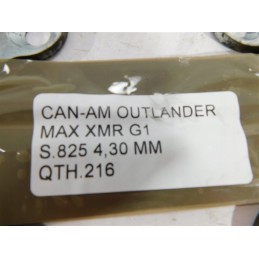 CAN-AM OUTLANDER
MAX XMR G1
S.825 4,30 MM
QTH.216